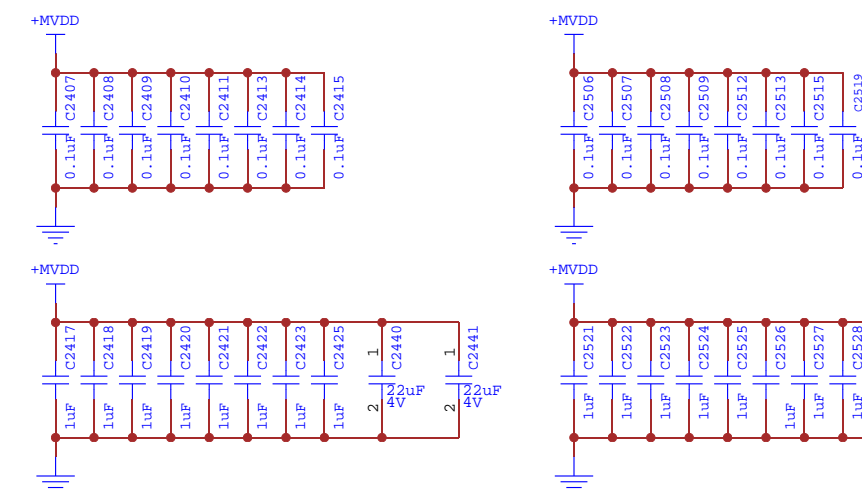 +MVDD
C2407
C2408
C2409
C2410
C2411
C2413
C2414
C2415
0.1uF
0.1uF
0.1uF
0.1uF
0.1uF
0.1uF
0.1uF
0.1uF
+MVDD
C2506
C2507
C2508
C2509
C2512
C2513
C2515
C2519
0.1uF
0.1uF
0.1uF
0.1uF
0.1uF
0.1uF
0.1uF
0.1uF
+MVDD
C2417
C2418
C2419
C2420
C2421
C2422
C2423
C2425
1
C2440
1
C2441
1uF
1uF
1uF
1uF
1uF
1uF
1uF
1uF
2
22uF
4V
2
22uF
4V
+MVDD
C2521
C2522
C2523
C2524
C2525
C2526
C2527
C2528
1uF
1uF
1uF
1uF
1uF
1uF
1uF
1uF